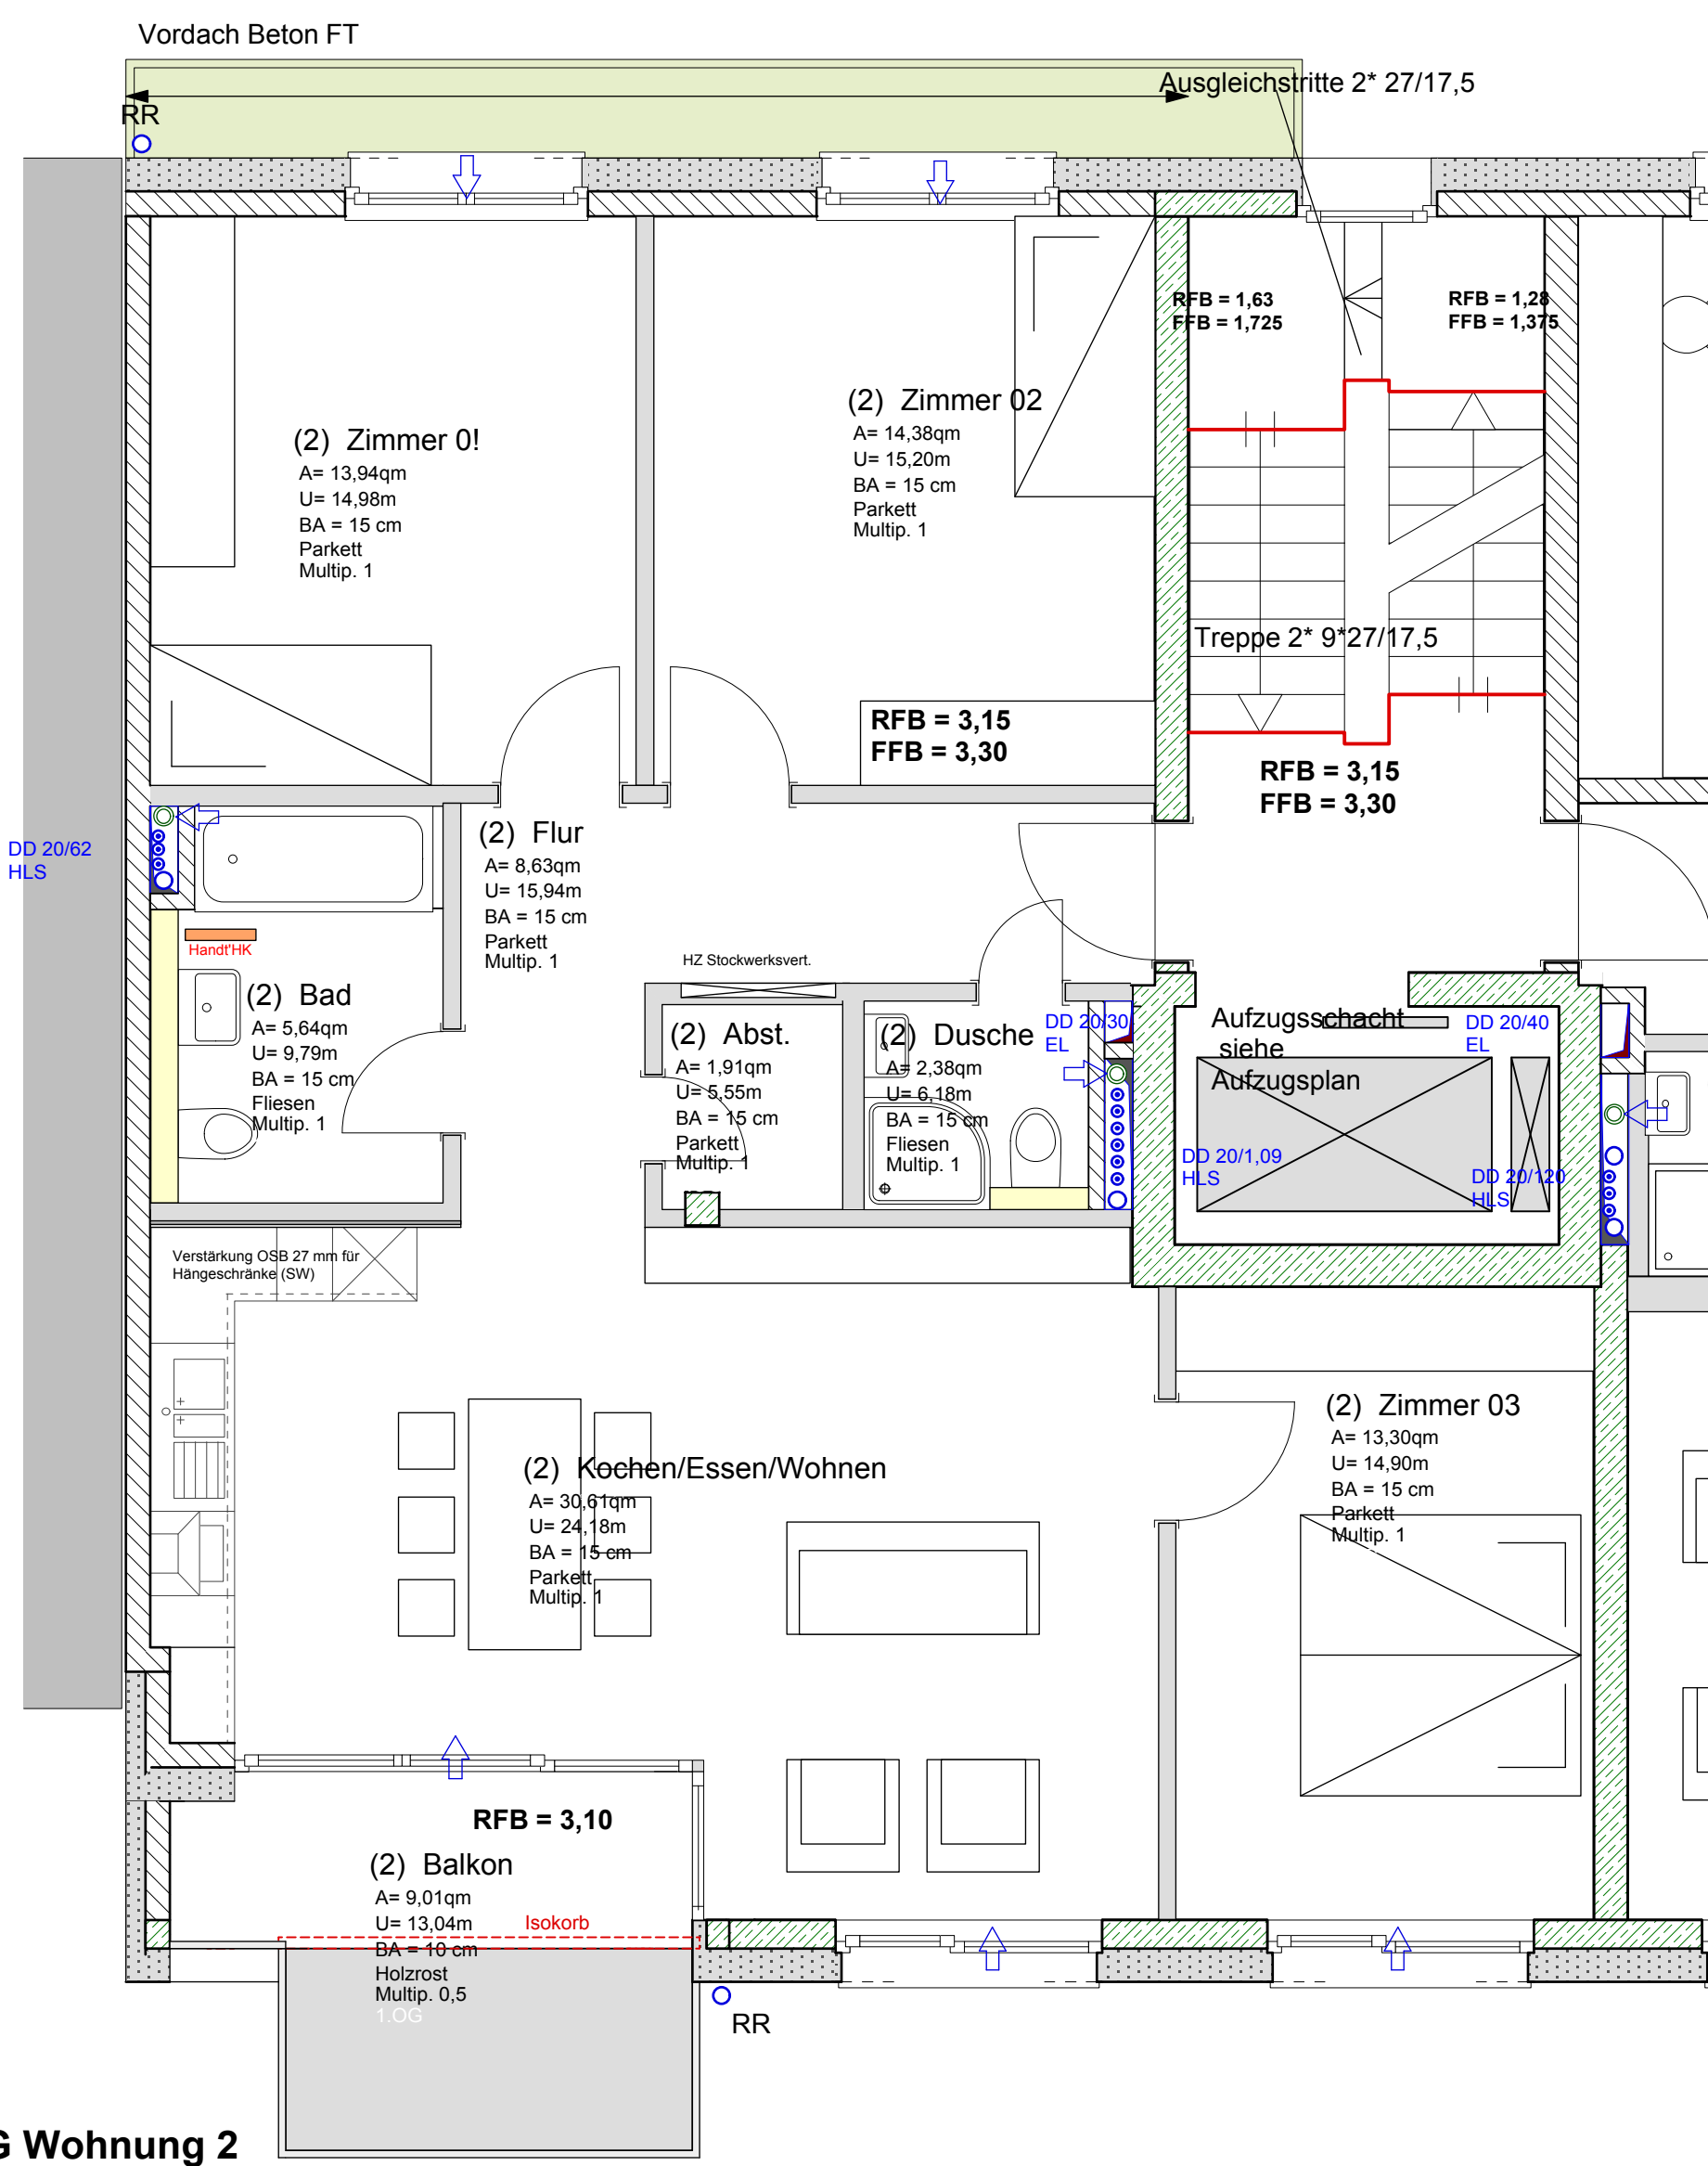 Vordach Beton FT
Ausgleichstritte 2* 27/17,5
RR
RFB = 1,63
FFB = 1,725
RFB = 1,28
FFB = 1,375
(2) Zimmer 0!
A= 13,94qm
U= 14,98m
BA = 15 cm
Parkett
Multip. 1
(2) Zimmer 02
A= 14,38qm
U= 15,20m
BA = 15 cm
Parkett
Multip. 1
Treppe 2* 9*27/17,5
RFB = 3,15
FFB = 3,30
RFB = 3,15
FFB = 3,30
DD 20/62
HLS
(2) Flur
A= 8,63qm
U= 15,94m
BA = 15 cm
Parkett
Multip. 1
Handt'HK
HZ Stockwerksvert.
(2) Bad
A= 5,64qm
U= 9,79m
BA = 15 cm
Fliesen
Multip. 1
(2) Abst.
A= 1,91qm
U= 5,55m
BA = 15 cm
Parkett
Multip. 1
(2) Dusche
A= 2,38qm
U= 6,18m
BA = 15 cm
Fliesen
Multip. 1
DD 20/30
EL
Aufzugsschacht
siehe
Aufzugsplan
DD 20/40
EL
DD 20/1,09
HLS
DD 20/120
HLS
Verstärkung OSB 27 mm für
Hängeschränke (SW)
(2) Kochen/Essen/Wohnen
A= 30,61qm
U= 24,18m
BA = 15 cm
Parkett
Multip. 1
(2) Zimmer 03
A= 13,30qm
U= 14,90m
BA = 15 cm
Parkett
Multip. 1
RFB = 3,10
(2) Balkon
A= 9,01qm
U= 13,04m
BA = 10 cm
Holzrost
Multip. 0,5
1.OG
Isokorb
RR
G Wohnung 2